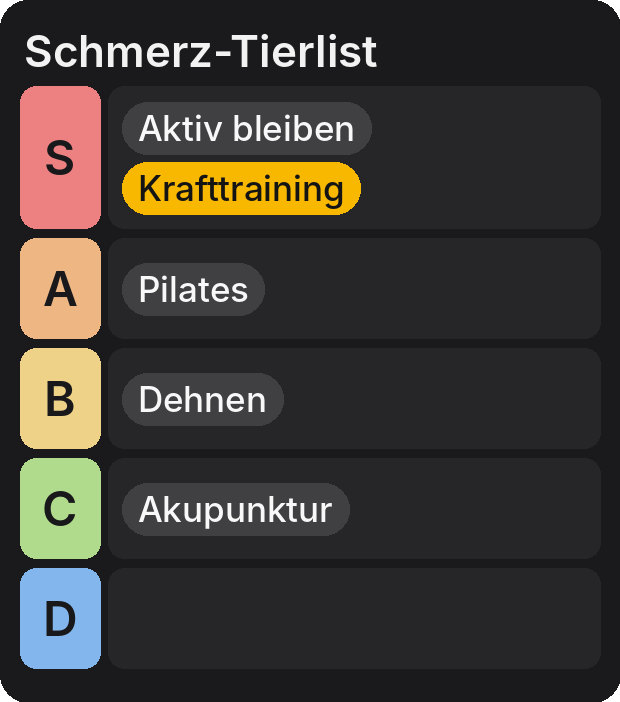 Schmerz-Tierlist
S
Aktiv bleiben
Krafttraining
A
Pilates
B
Dehnen
C
Akupunktur
D